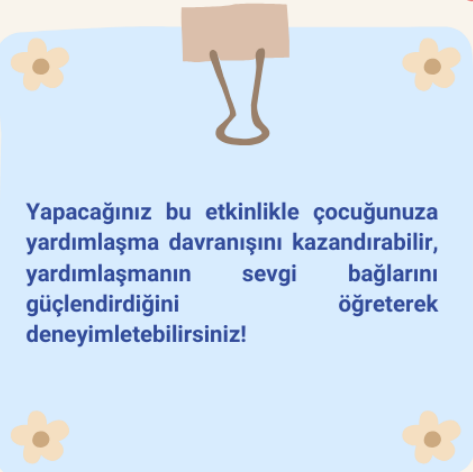 Yapacağınız bu etkinlikle çocuğunuza
yardımlaşma davranışını kazandırabilir,
yardımlaşmanın sevgi bağlarını
güçlendirdiğini öğreterek
deneyimletebilirsiniz!